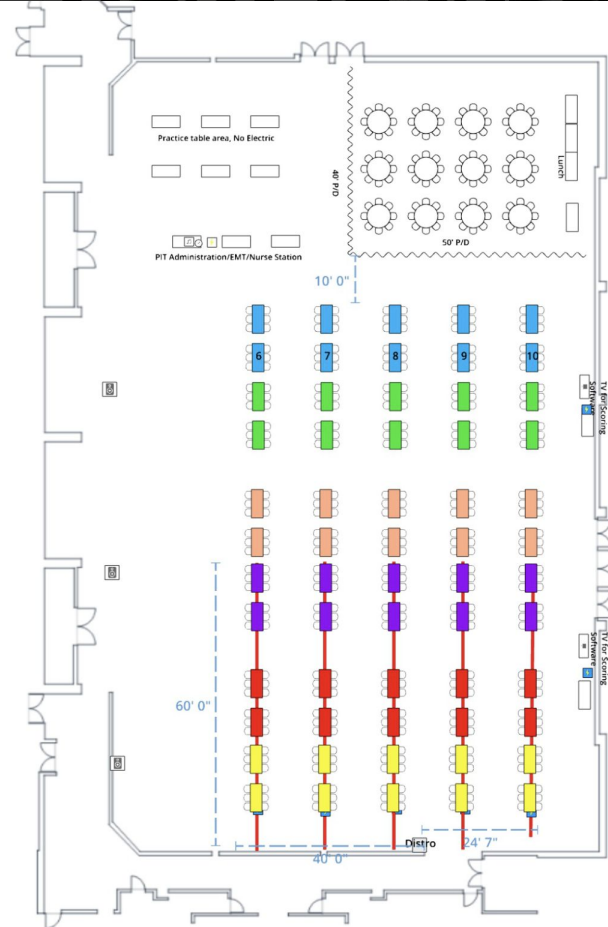 Practice table area, No Electric
40' P/D
Lunch
50' P/D
PIT Administration/EMT/Nurse Station
10' 0"
6
7
8
9
10
TV for Scoring
Software
TV for Scoring
Software
60' 0"
Distro
24' 7"
40' 0"